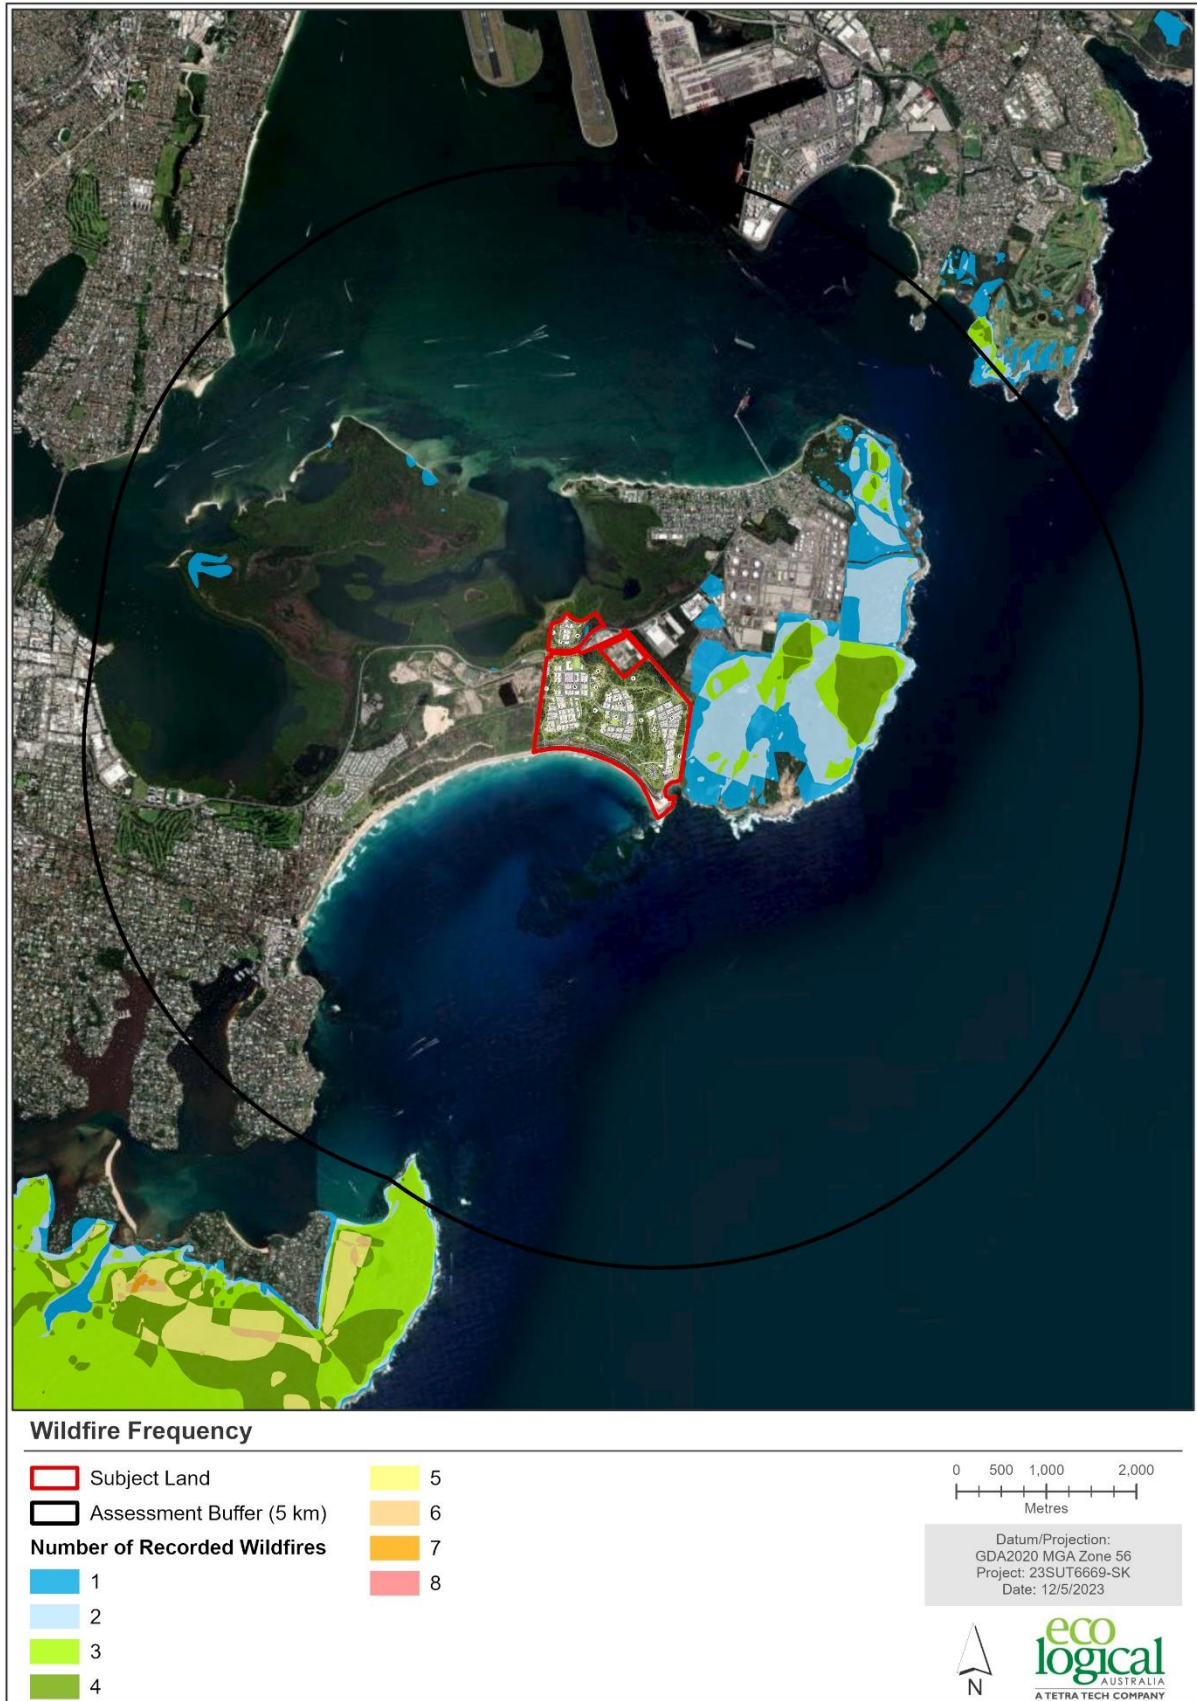 Wildfire Frequency
Subject Land
Assessment Buffer (5 km)
Number of Recorded Wildfires
1
2
3
4
5
6
7
8
0 500 1,000 2,000
Metres
Datum/Projection:
GDA2020 MGA Zone 56
Project: 23SUT6669-SK
Date: 12/5/2023
N
eco
logical
AUSTRALIA
A TETRA TECH COMPANY